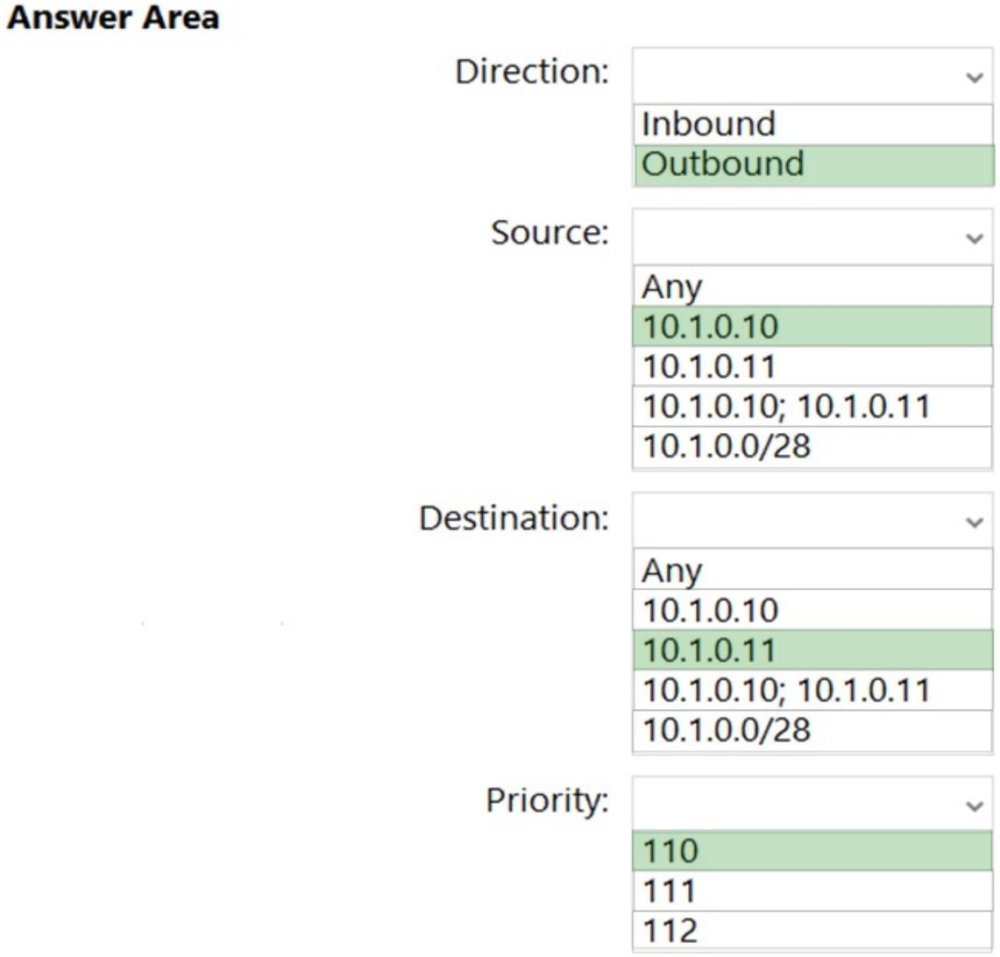 Answer Area
Direction:
Inbound
Outbound
Source:
Any
10.1.0.10
10.1.0.11
10.1.0.10; 10.1.0.11
10.1.0.0/28
Destination:
Any
10.1.0.10
10.1.0.11
10.1.0.10; 10.1.0.11
10.1.0.0/28
Priority:
110
111
112